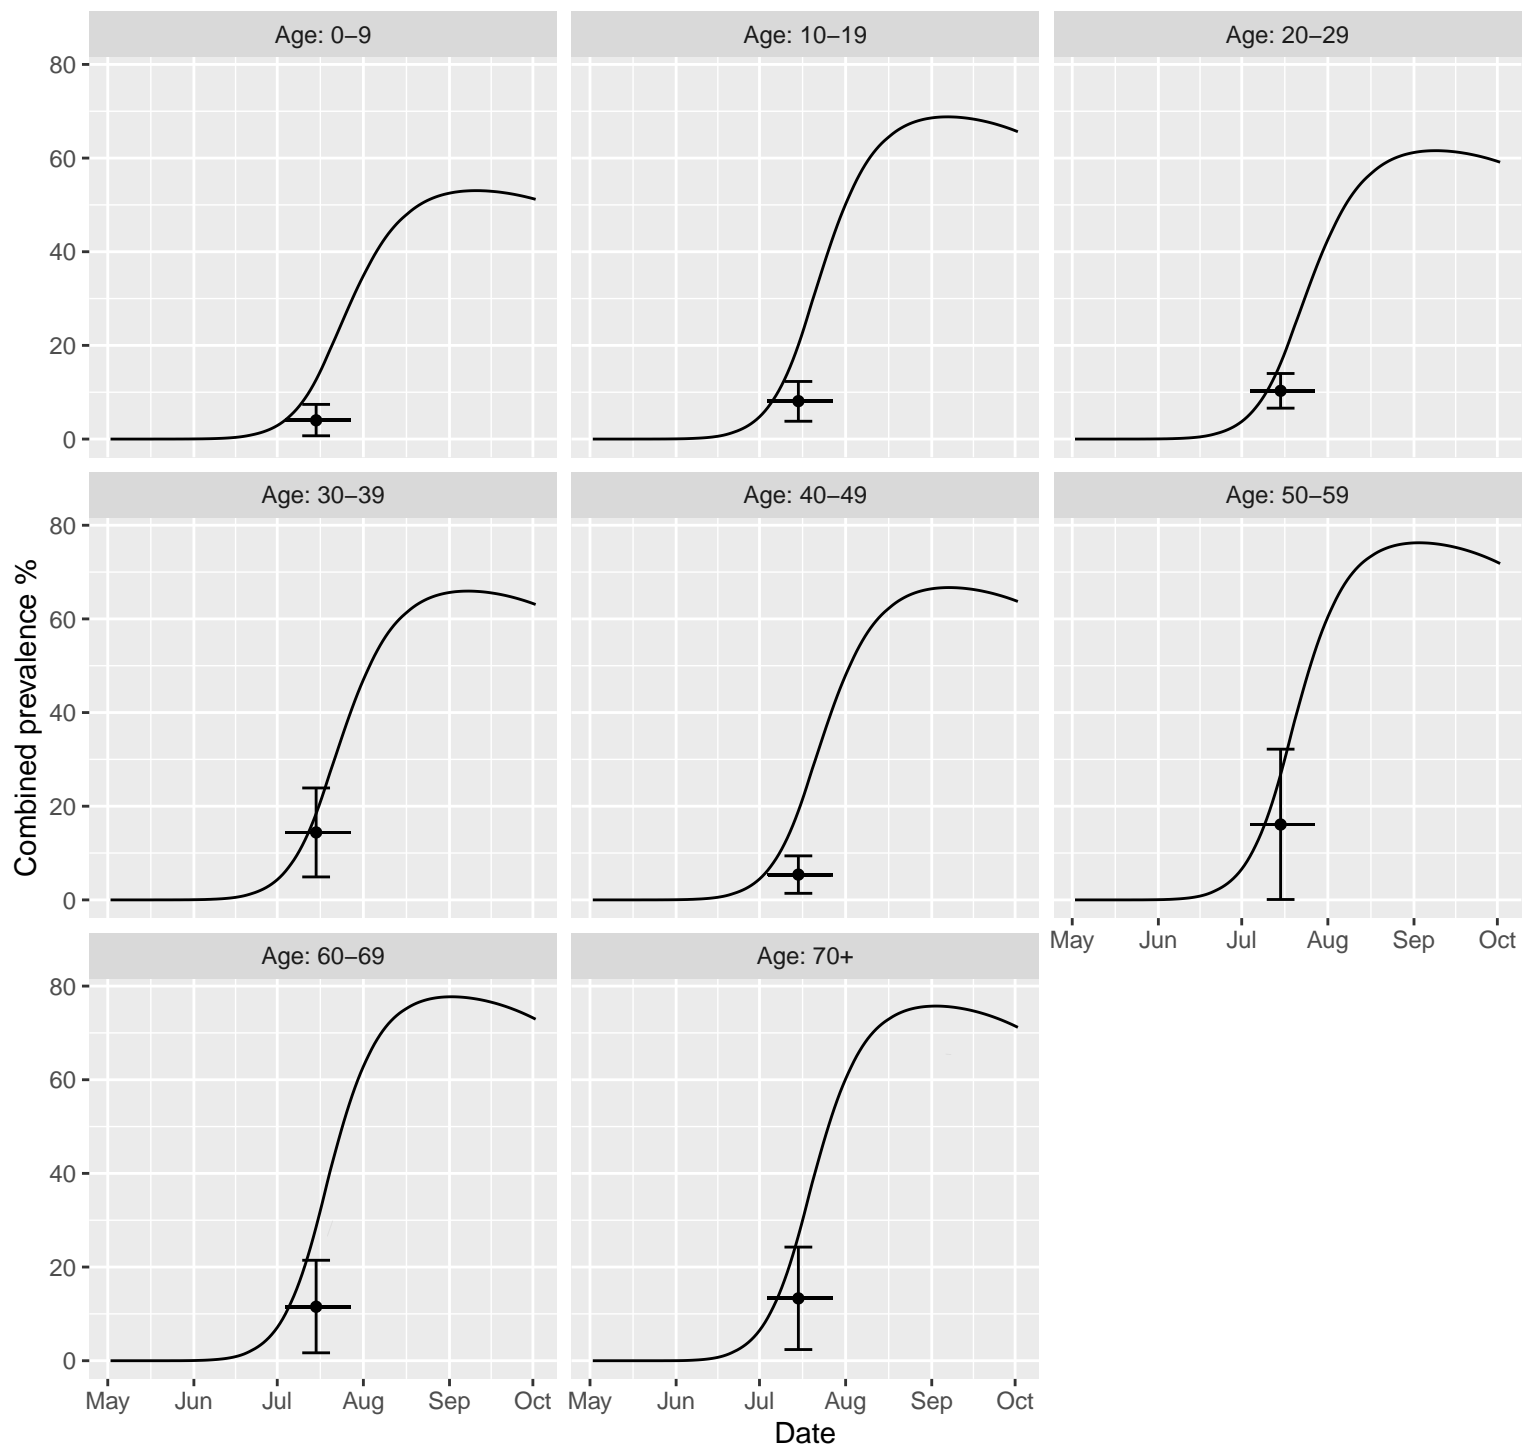 Age: 0–9
Age: 10–19
Age: 20–29
80
60
40
20
0
Age: 30–39
Age: 40–49
Age: 50–59
80
60
40
20
0
May Jun Jul Aug Sep Oct
Age: 60–69
Age: 70+
80
60
40
20
0
May Jun Jul Aug Sep Oct
May Jun Jul Aug Sep Oct
Combined prevalence %
Date